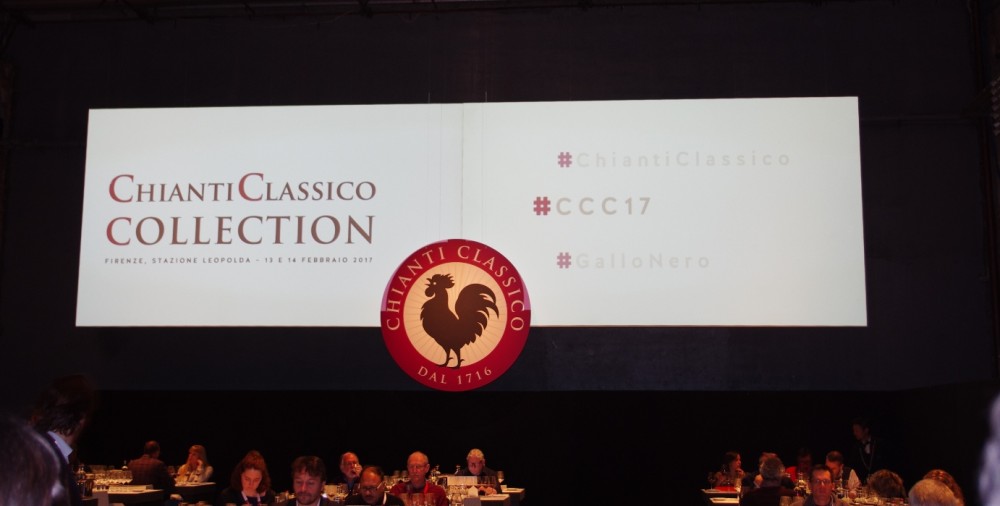 CHIANTI CLASSICO
COLLECTION
FIRENZE, STAZIONE LEOPOLDA - 13 E 14 FEBBRAIO 2017
#ChiantiClassico
#CCC17
#GalloNero
CHIANTI CLASSICO
DAL 1716